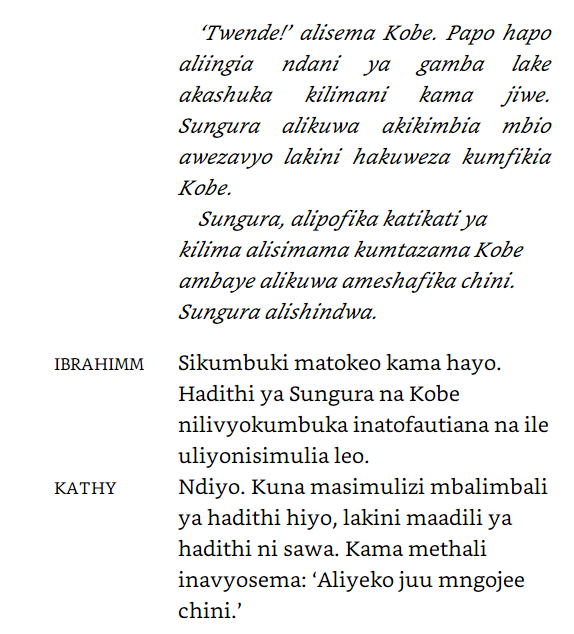 ‘Twende!’ alisema Kobe. Papo hapo
aliingia ndani ya gamba lake
akashuka kilimani kama jiwe.
Sungura alikuwa akikimbia mbio
awezavyo lakini hakuweza kumfikia
Kobe.
Sungura, alipofika katikati ya
kilima alisimama kumtazama Kobe
ambaye alikuwa ameshafika chini.
Sungura alishindwa.
IBRAHIMM Sikumbuki matokeo kama hayo.
Hadithi ya Sungura na Kobe
nilivyokumbuka inatofautiana na ile
uliyonisimulia leo.
KATHY Ndiyo. Kuna masimulizi mbalimbali
ya hadithi hiyo, lakini maadili ya
hadithi ni sawa. Kama methali
inavyosema: ‘Aliyeko juu mngojee
chini.’